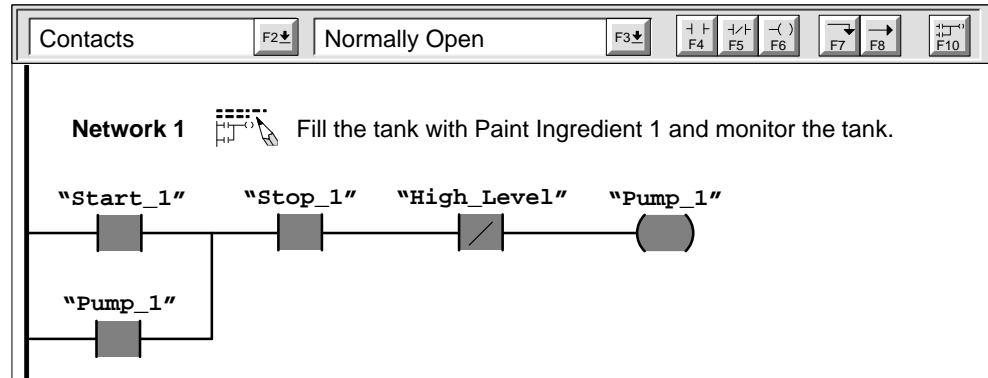 Contacts F2 Normally Open F3 F4 F5 F6 F7 F8 F10
Network 1 Fill the tank with Paint Ingredient 1 and monitor the tank.
“Start_1” “Stop_1” “High_Level” “Pump_1”
“Pump_1”